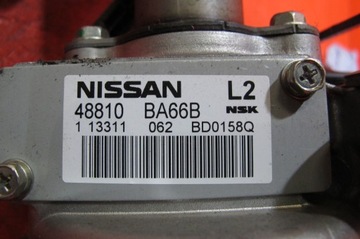 NISSAN L2
48810 BA66B NSK
1 13311 062 BD0158Q